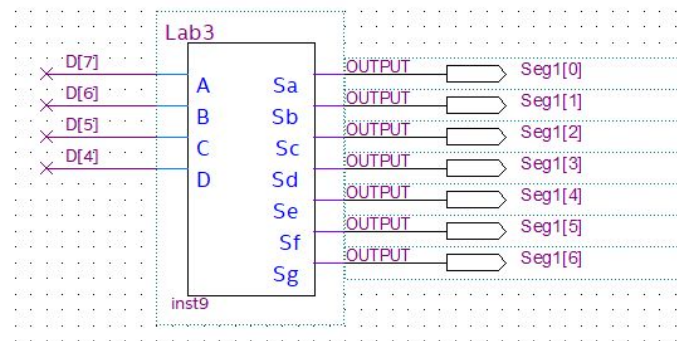 Lab3
D[7] A Sa OUTPUT Seg1[0]
D[6] B Sb OUTPUT Seg1[1]
D[5] C Sc OUTPUT Seg1[2]
D[4] D Sd OUTPUT Seg1[3]
Se OUTPUT Seg1[4]
Sf OUTPUT Seg1[5]
Sg OUTPUT Seg1[6]
inst9